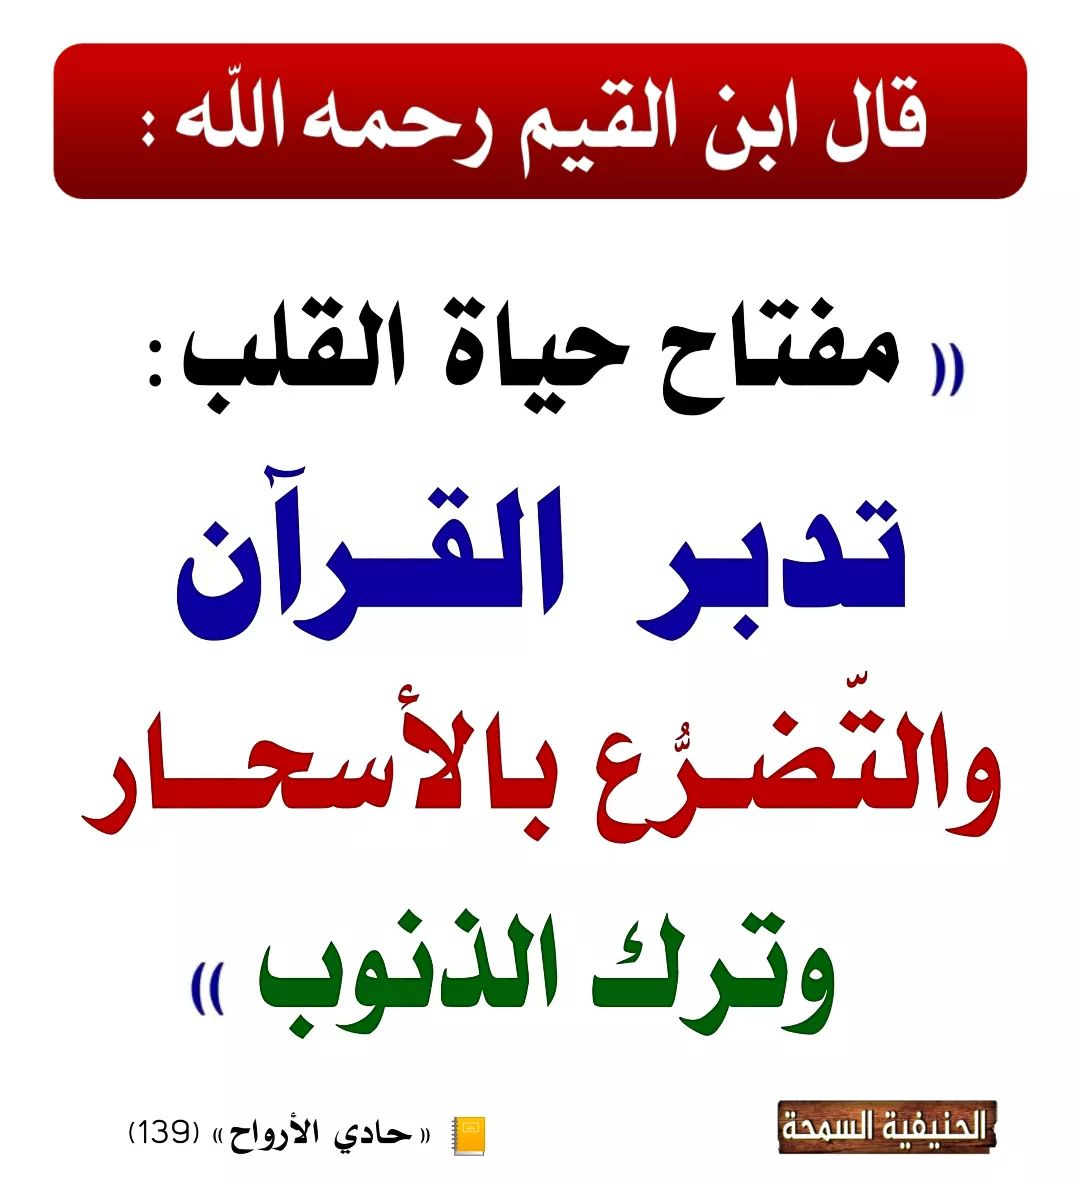 قال ابن القيم رحمه الله :
(( مفتاح حياة القلب :
تدبر القرآن
والتّضرُّع بالأسحار
وترك الذنوب ))
« حادي الأرواح » (139)
الحنيفية السمحة